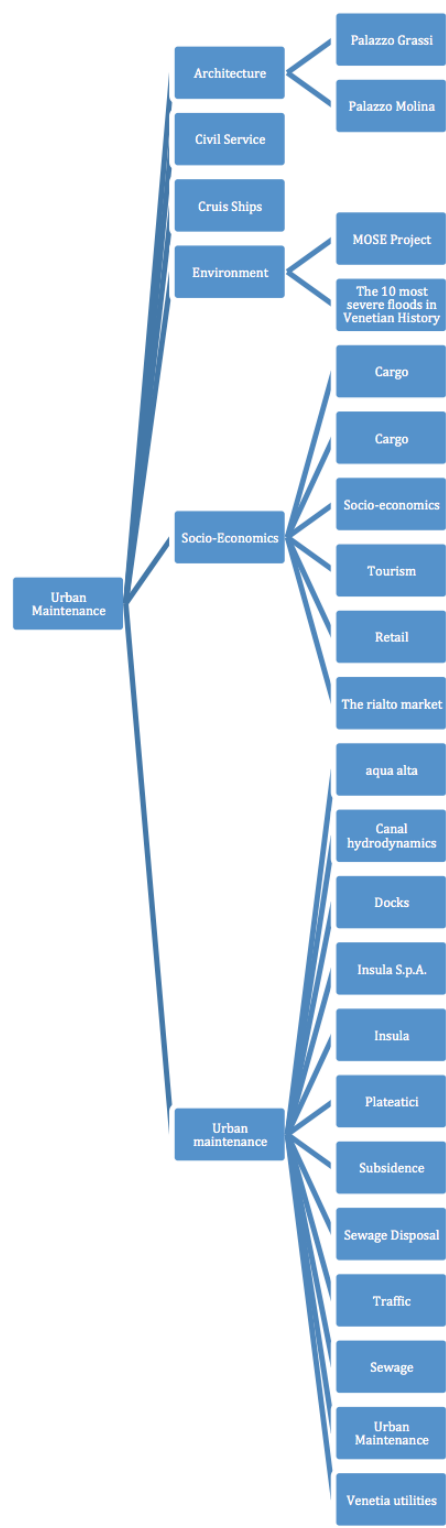 Palazzo Grassi
Architecture
Palazzo Molina
Civil Service
Cruis Ships
MOSE Project
Environment
The 10 most
severe floods in
Venetian History
Cargo
Cargo
Socio-economics
Socio-Economics
Tourism
Urban
Maintenance
Retail
The rialto market
aqua alta
Canal
hydrodynamics
Docks
Insula S.p.A.
Insula
Plateatici
Urban
maintenance
Subsidence
Sewage Disposal
Traffic
Sewage
Urban
Maintenance
Venetia utilities